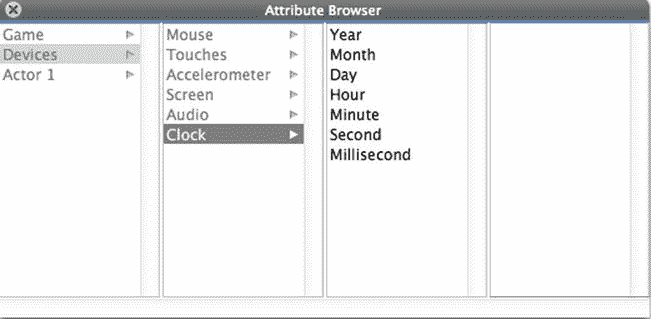 Attribute Browser
Game
Devices
Actor 1
Mouse
Touches
Accelerometer
Screen
Audio
Clock
Year
Month
Day
Hour
Minute
Second
Millisecond